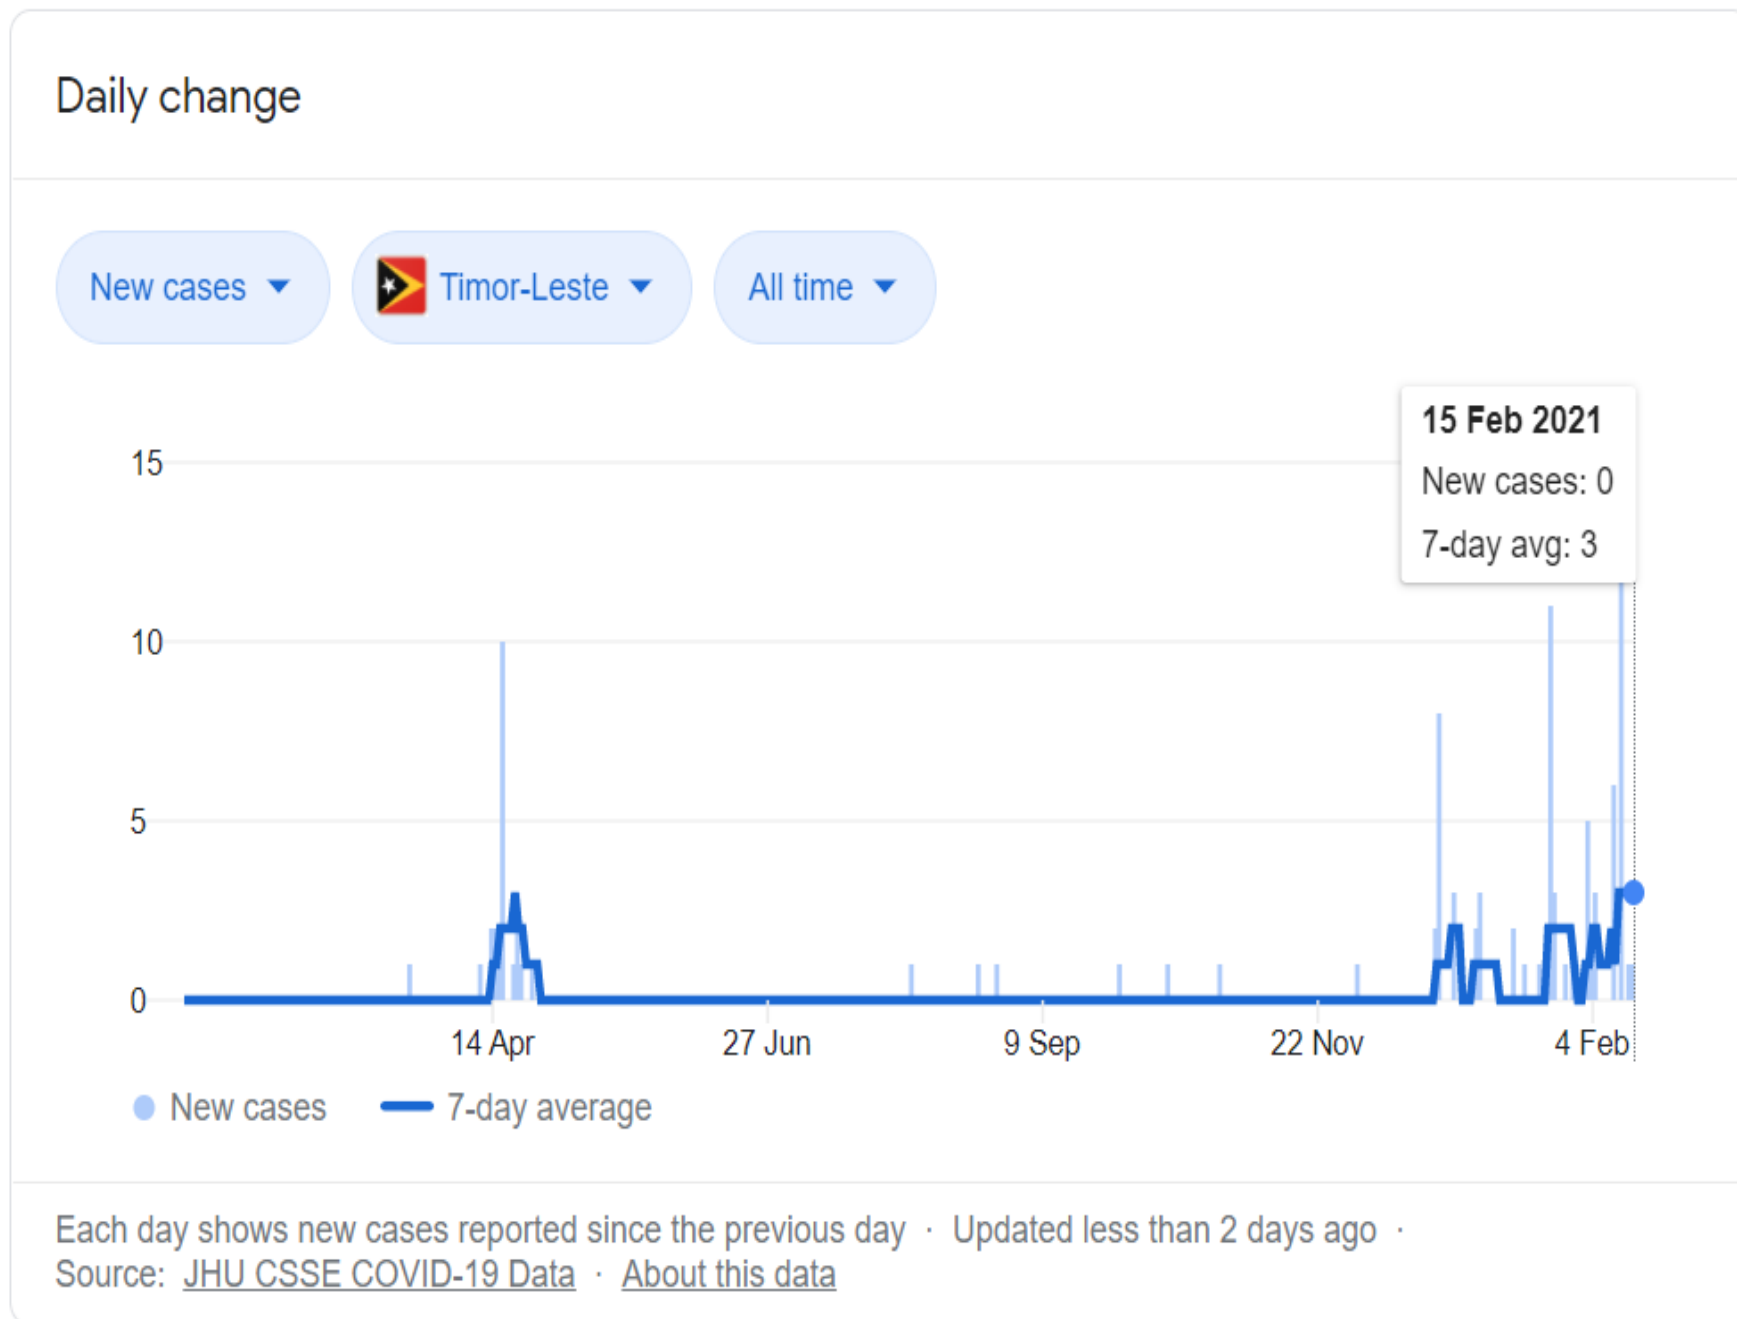 Daily change
New cases Timor-Leste All time
15 Feb 2021
New cases: 0
7-day avg: 3
15
10
5
0
14 Apr 27 Jun 9 Sep 22 Nov 4 Feb
New cases 7-day average
Each day shows new cases reported since the previous day · Updated less than 2 days ago ·
Source: JHU CSSE COVID-19 Data · About this data